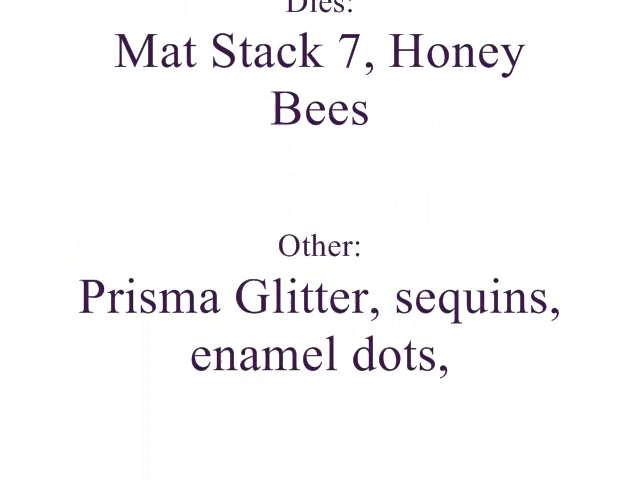 Dies:
Mat Stack 7, Honey
Bees
Other:
Prisma Glitter, sequins,
enamel dots,